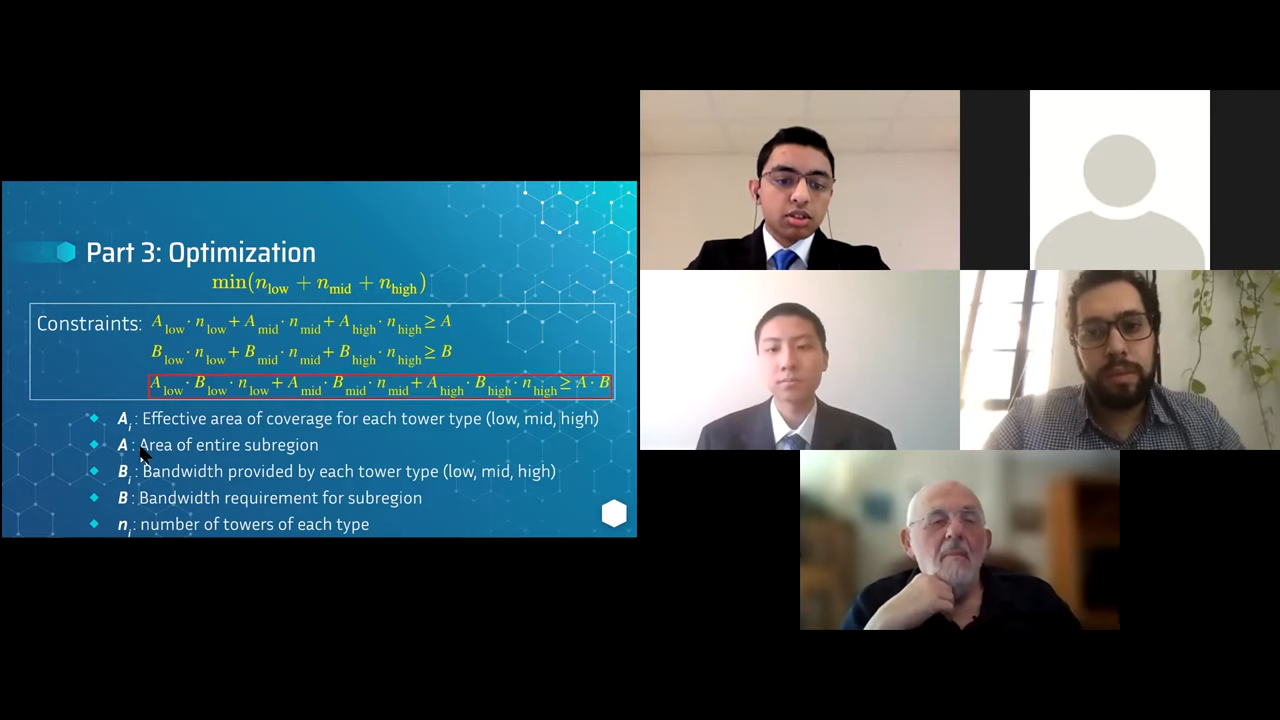 Part 3: Optimization
min(n_low + n_mid + n_high)
Constraints: A_low · n_low + A_mid · n_mid + A_high · n_high ≥ A
B_low · n_low + B_mid · n_mid + B_high · n_high ≥ B
A_low · B_low · n_low + A_mid · B_mid · n_mid + A_high · B_high · n_high ≥ A · B
A_i : Effective area of coverage for each tower type (low, mid, high)
A : Area of entire subregion
B_i : Bandwidth provided by each tower type (low, mid, high)
B : Bandwidth requirement for subregion
n_i : number of towers of each type